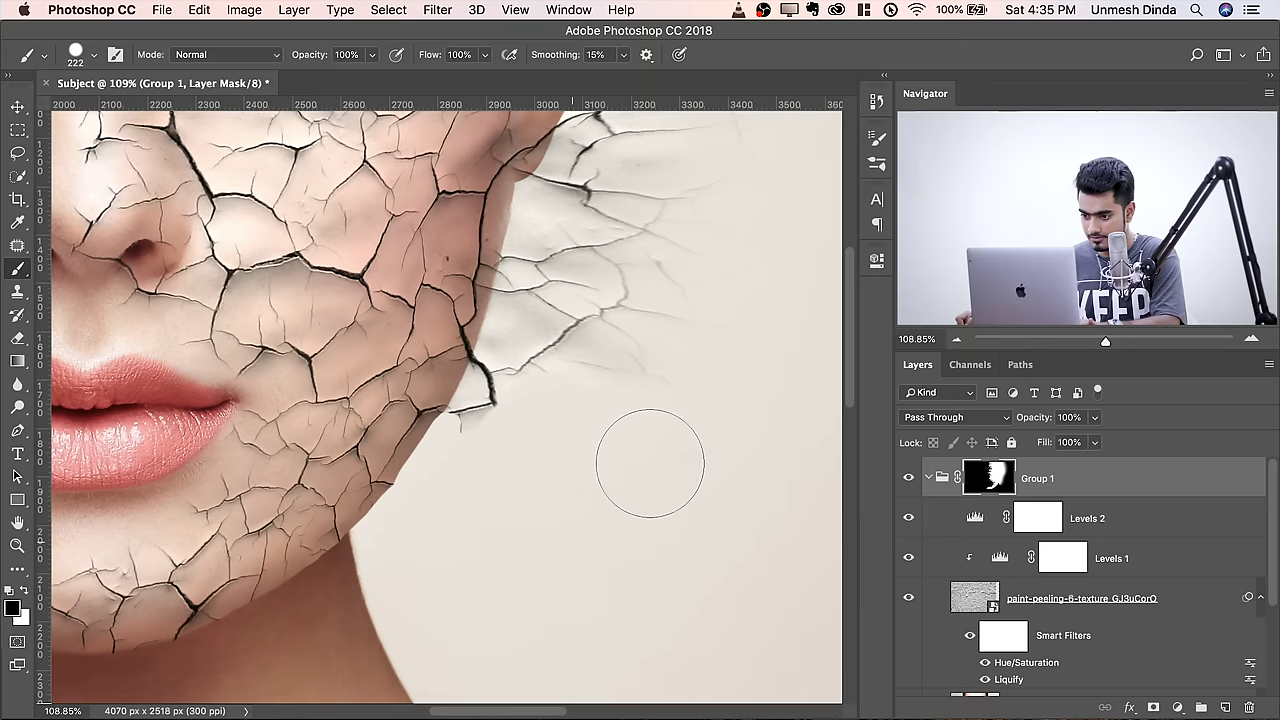 Photoshop CC File Edit Image Layer Type Select Filter 3D View Window Help 100% Sat 4:35 PM Unmesh Dinda
Adobe Photoshop CC 2018
222 Mode: Normal Opacity: 100% Flow: 100% Smoothing: 15%
× Subject @ 109% (Group 1, Layer Mask/8) *
2000 2100 2200 2300 2400 2500 2600 2700 2800 2900 3000 3100 3200 3300 3400 3500 360
Navigator
KEEP
108.85%
Layers Channels Paths
Kind
Pass Through Opacity: 100%
Lock: Fill: 100%
Group 1
Levels 2
Levels 1
paint-peeling-6-texture_GJ3uCorO
Smart Filters
Hue/Saturation
Liquify
108.85% 4070 px x 2518 px (300 ppi)
fx